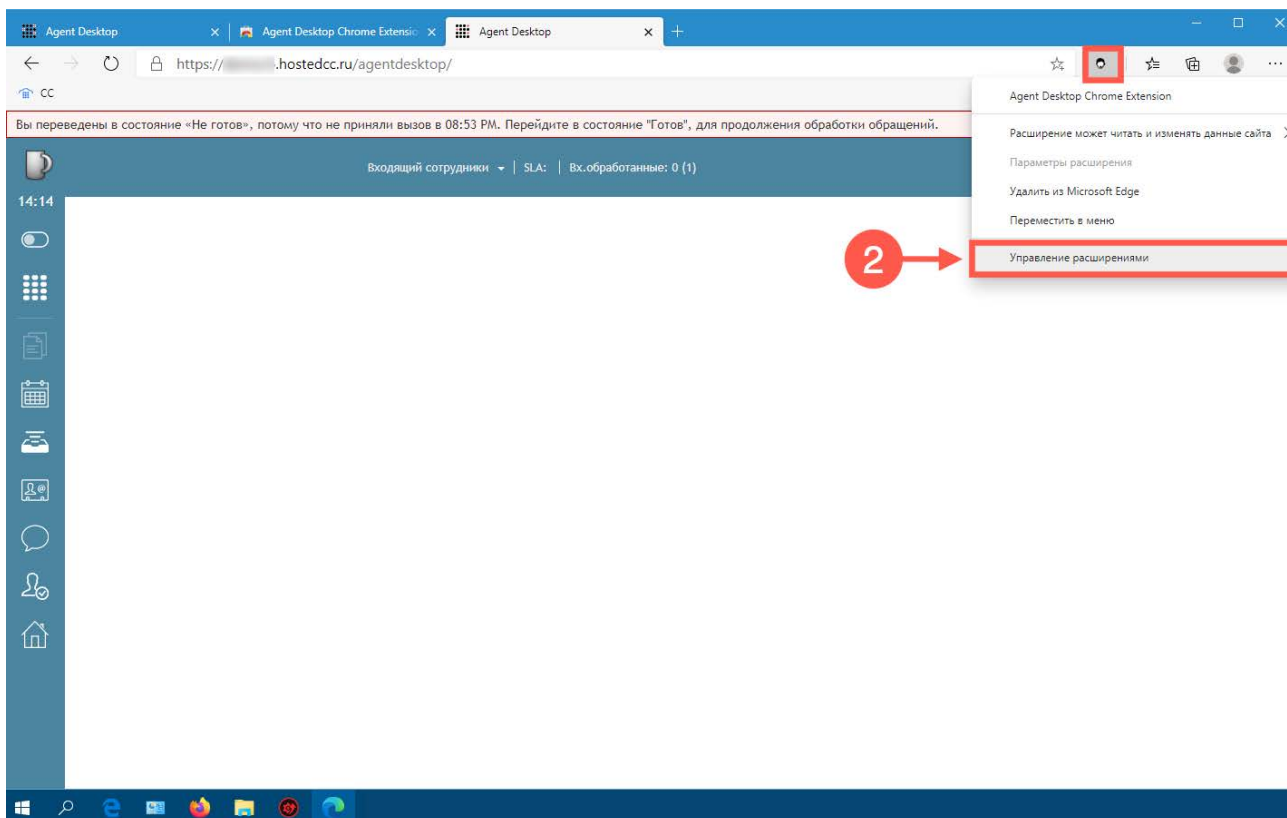 Agent Desktop
Agent Desktop Chrome Extensio
Agent Desktop
https:// .hostedcc.ru/agentdesktop/
CC
Вы переведены в состояние «Не готов», потому что не приняли вызов в 08:53 PM. Перейдите в состояние "Готов", для продолжения обработки обращений.
Входящий сотрудники | SLA: | Вх.обработанные: 0 (1)
14:14
Agent Desktop Chrome Extension
Расширение может читать и изменять данные сайта
Параметры расширения
Удалить из Microsoft Edge
Переместить в меню
2
Управление расширениями